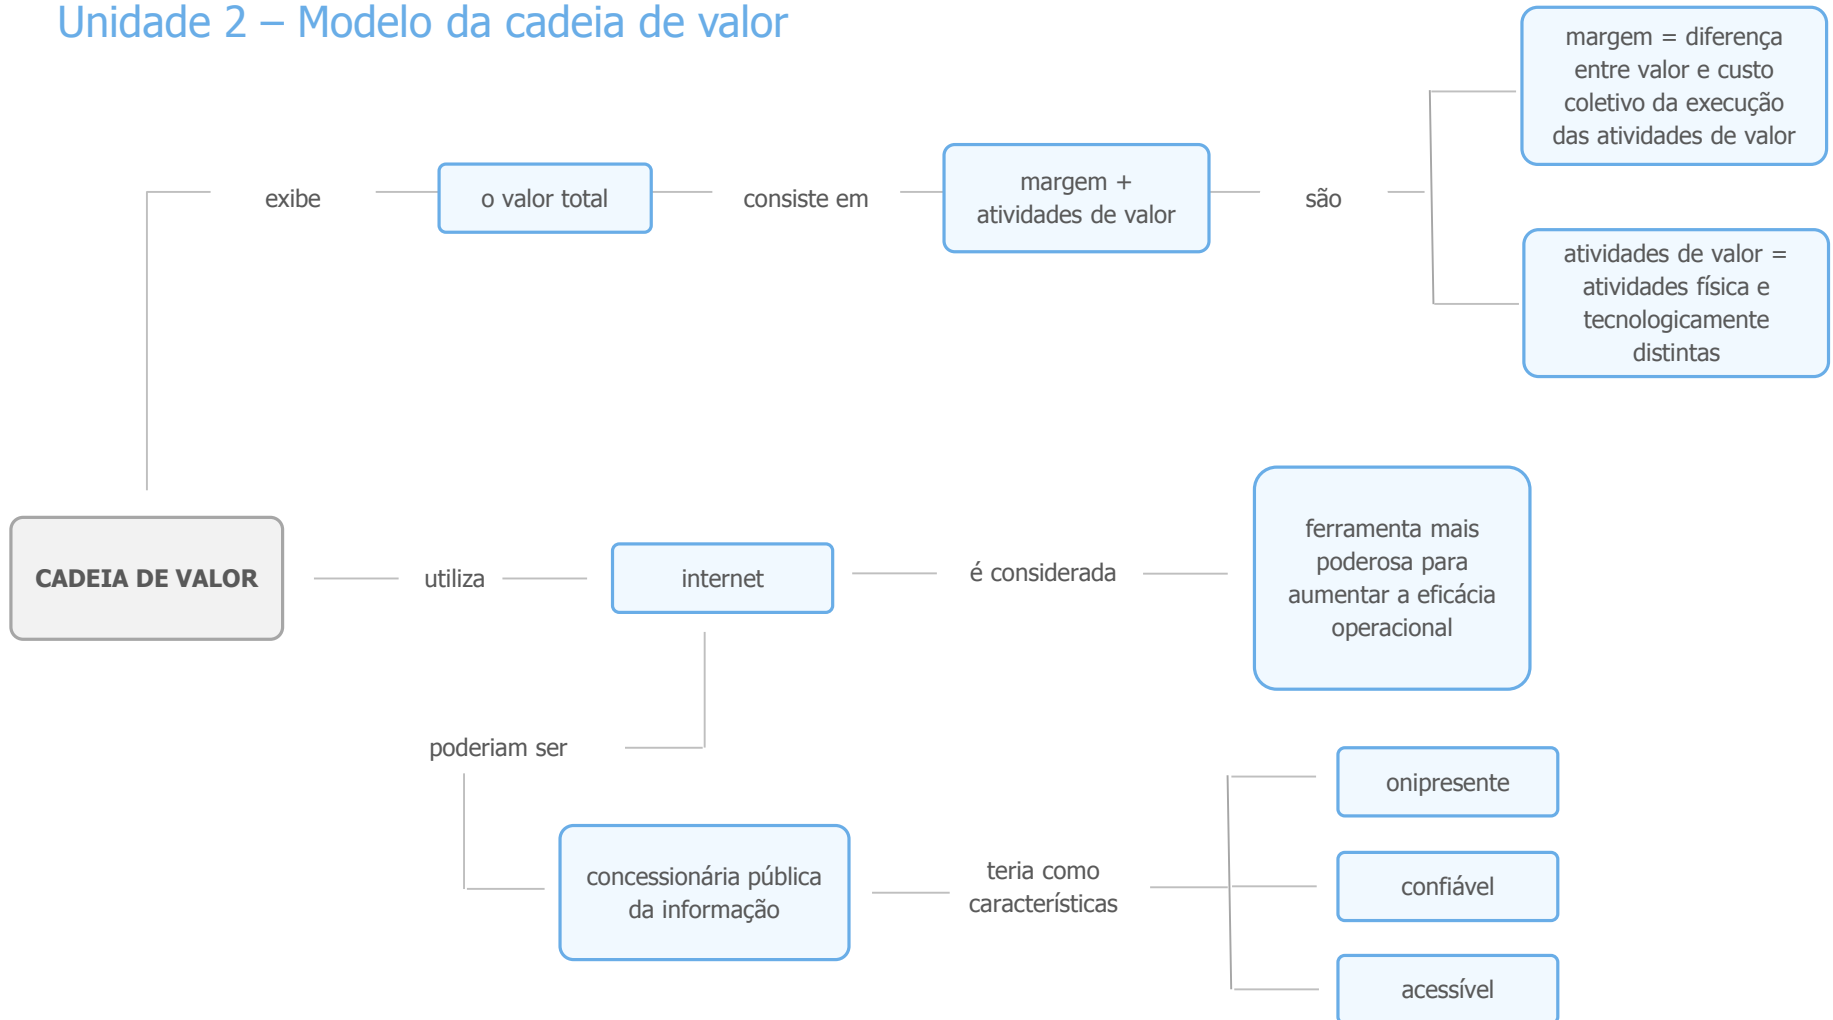 Unidade 2 – Modelo da cadeia de valor
margem = diferença
entre valor e custo
coletivo da execução
das atividades de valor
exibe
o valor total
consiste em
margem +
atividades de valor
são
atividades de valor =
atividades física e
tecnologicamente
distintas
CADEIA DE VALOR
utiliza
internet
é considerada
ferramenta mais
poderosa para
aumentar a eficácia
operacional
poderiam ser
concessionária pública
da informação
teria como
características
onipresente
confiável
acessível